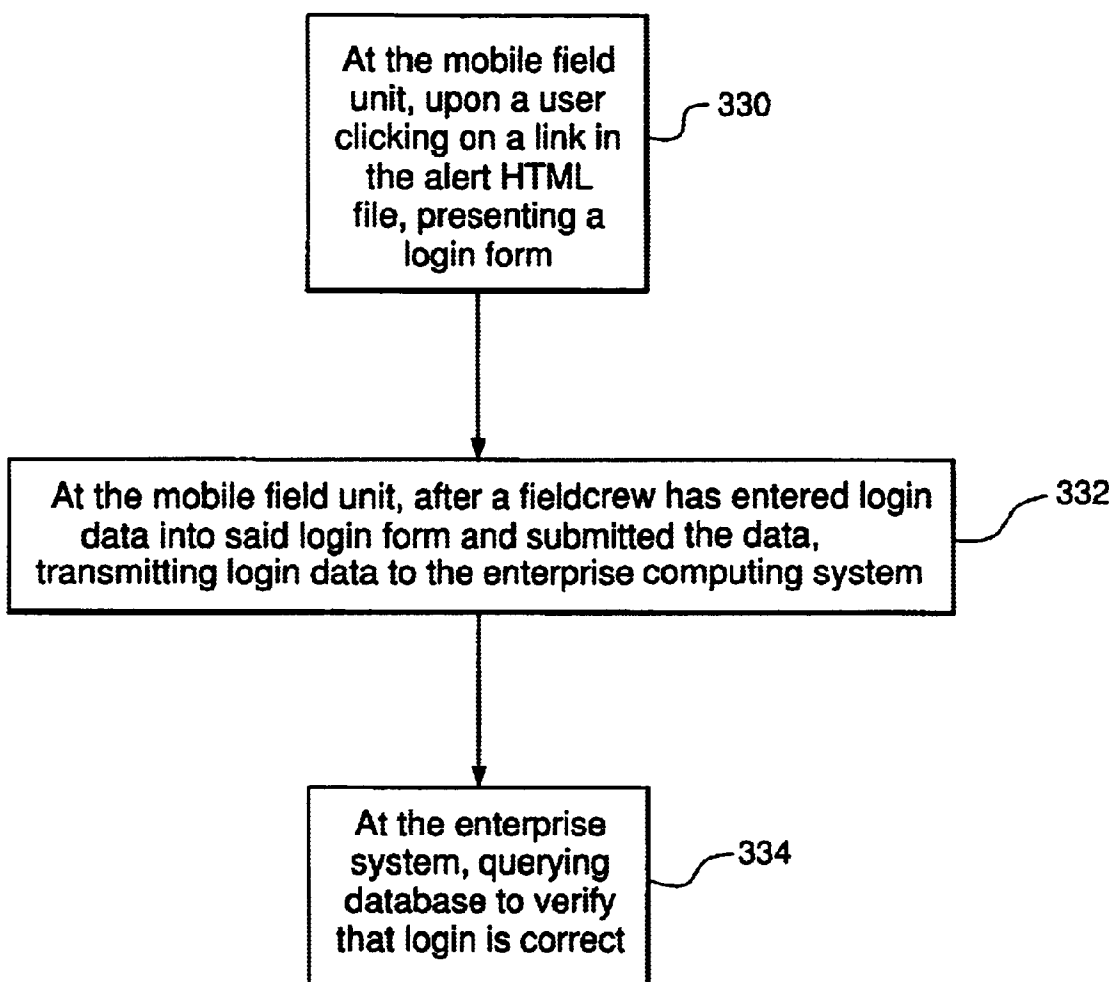 At the mobile field
unit, upon a user
clicking on a link in
the alert HTML
file, presenting a
login form
330
At the mobile field unit, after a fieldcrew has entered login
data into said login form and submitted the data,
transmitting login data to the enterprise computing system
332
At the enterprise
system, querying
database to verify
that login is correct
334